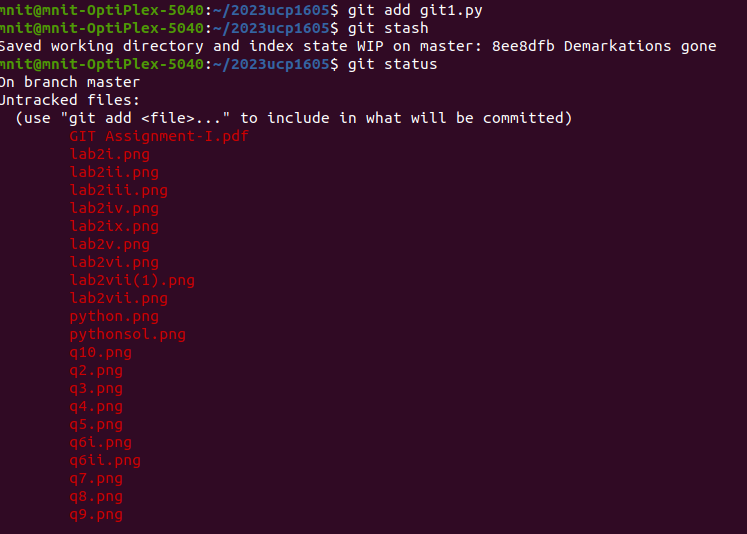 mnit@mnit-OptiPlex-5040:~/2023ucp1605$ git add git1.py
mnit@mnit-OptiPlex-5040:~/2023ucp1605$ git stash
Saved working directory and index state WIP on master: 8ee8dfb Demarkations gone
mnit@mnit-OptiPlex-5040:~/2023ucp1605$ git status
On branch master
Untracked files:
  (use "git add <file>..." to include in what will be committed)
        GIT Assignment-I.pdf
        lab2i.png
        lab2ii.png
        lab2iii.png
        lab2iv.png
        lab2ix.png
        lab2v.png
        lab2vi.png
        lab2vii(1).png
        lab2vii.png
        python.png
        pythonsol.png
        q10.png
        q2.png
        q3.png
        q4.png
        q5.png
        q6i.png
        q6ii.png
        q7.png
        q8.png
        q9.png